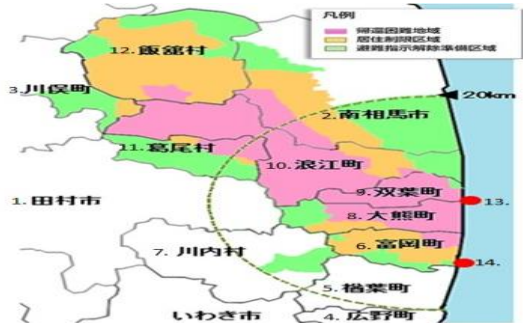 凡例
帰還困難地域
居住制限区域
避難指示解除準備区域
12. 飯舘村
3. 川俣町
20km
2. 南相馬市
11. 葛尾村
10. 浪江町
1. 田村市
9. 双葉町
13.
8. 大熊町
7. 川内村
6. 富岡町
14.
5. 楢葉町
いわき市
4. 広野町